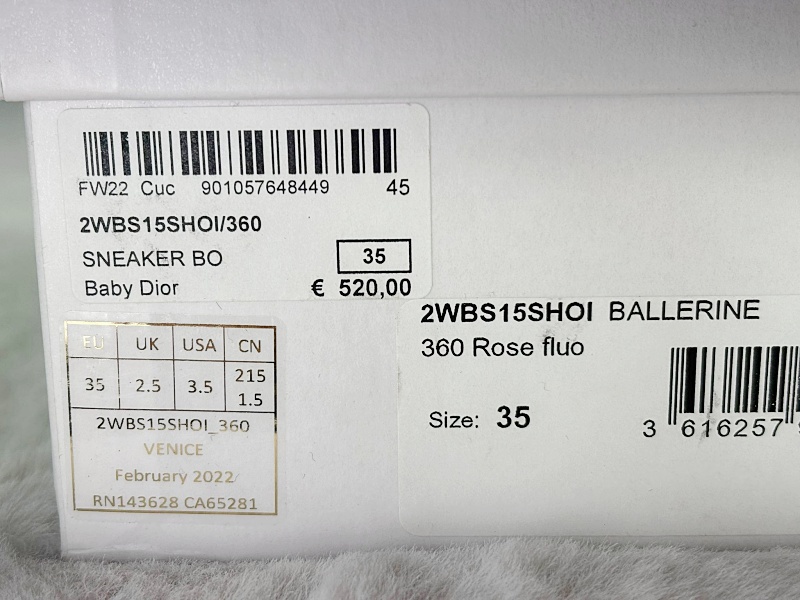 FW22 Cuc 901057648449 45
2WBS15SHOI/360
SNEAKER BO 35
Baby Dior € 520,00
EU UK USA CN
35 2.5 3.5 215
1.5
2WBS15SHOI_360
VENICE
February 2022
RN143628 CA65281
2WBS15SHOI BALLERINE
360 Rose fluo
Size: 35
3 616257